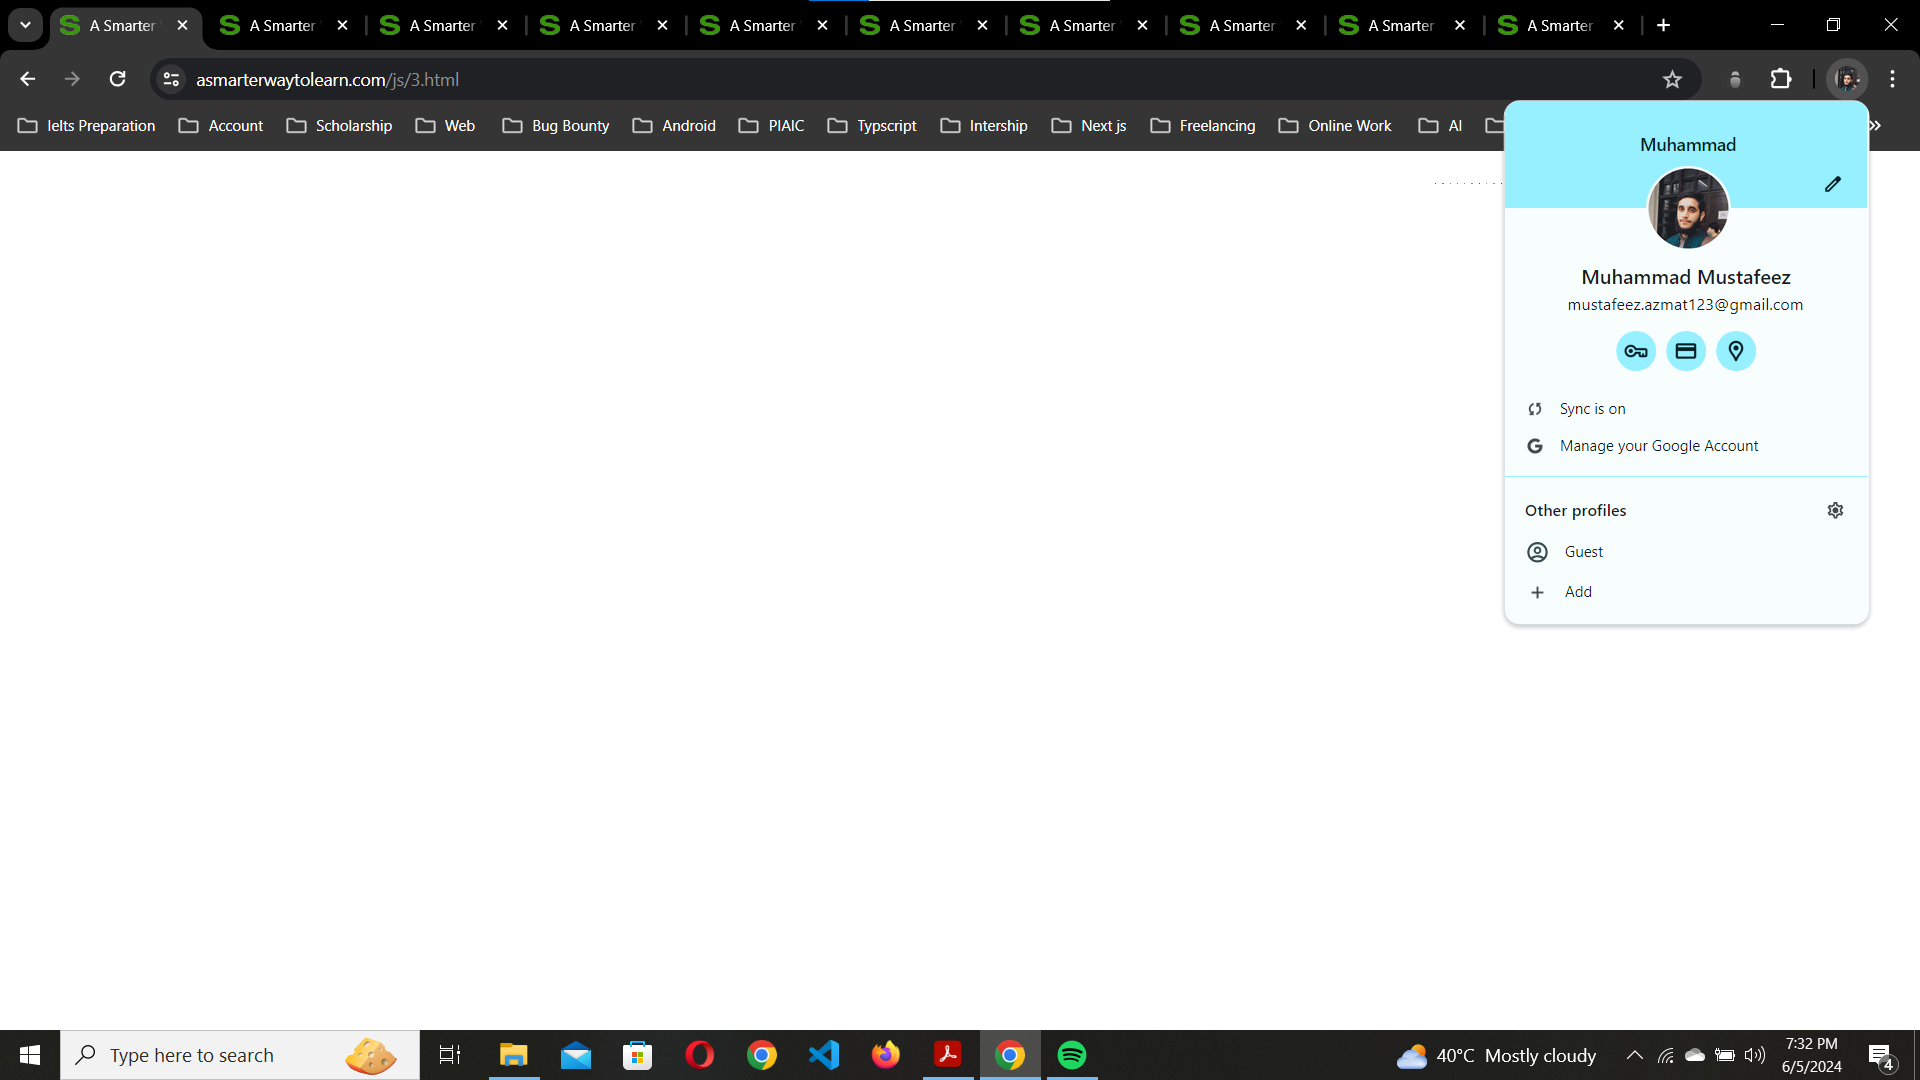 A Smarter
A Smarter
A Smarter
A Smarter
A Smarter
A Smarter
A Smarter
A Smarter
A Smarter
A Smarter
asmarterwaytolearn.com/js/3.html
Ielts Preparation
Account
Scholarship
Web
Bug Bounty
Android
PIAIC
Typscript
Intership
Next js
Freelancing
Online Work
AI
Muhammad
Muhammad Mustafeez
mustafeez.azmat123@gmail.com
Sync is on
Manage your Google Account
Other profiles
Guest
Add
Type here to search
40°C Mostly cloudy
7:32 PM
6/5/2024
4